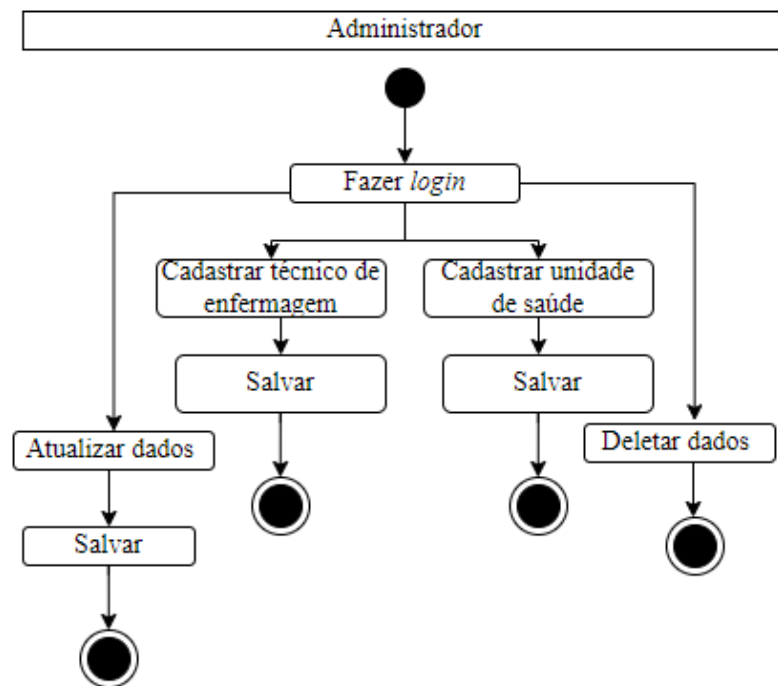 Administrador
Fazer login
Cadastrar técnico de
enfermagem
Cadastrar unidade
de saúde
Salvar
Salvar
Atualizar dados
Deletar dados
Salvar